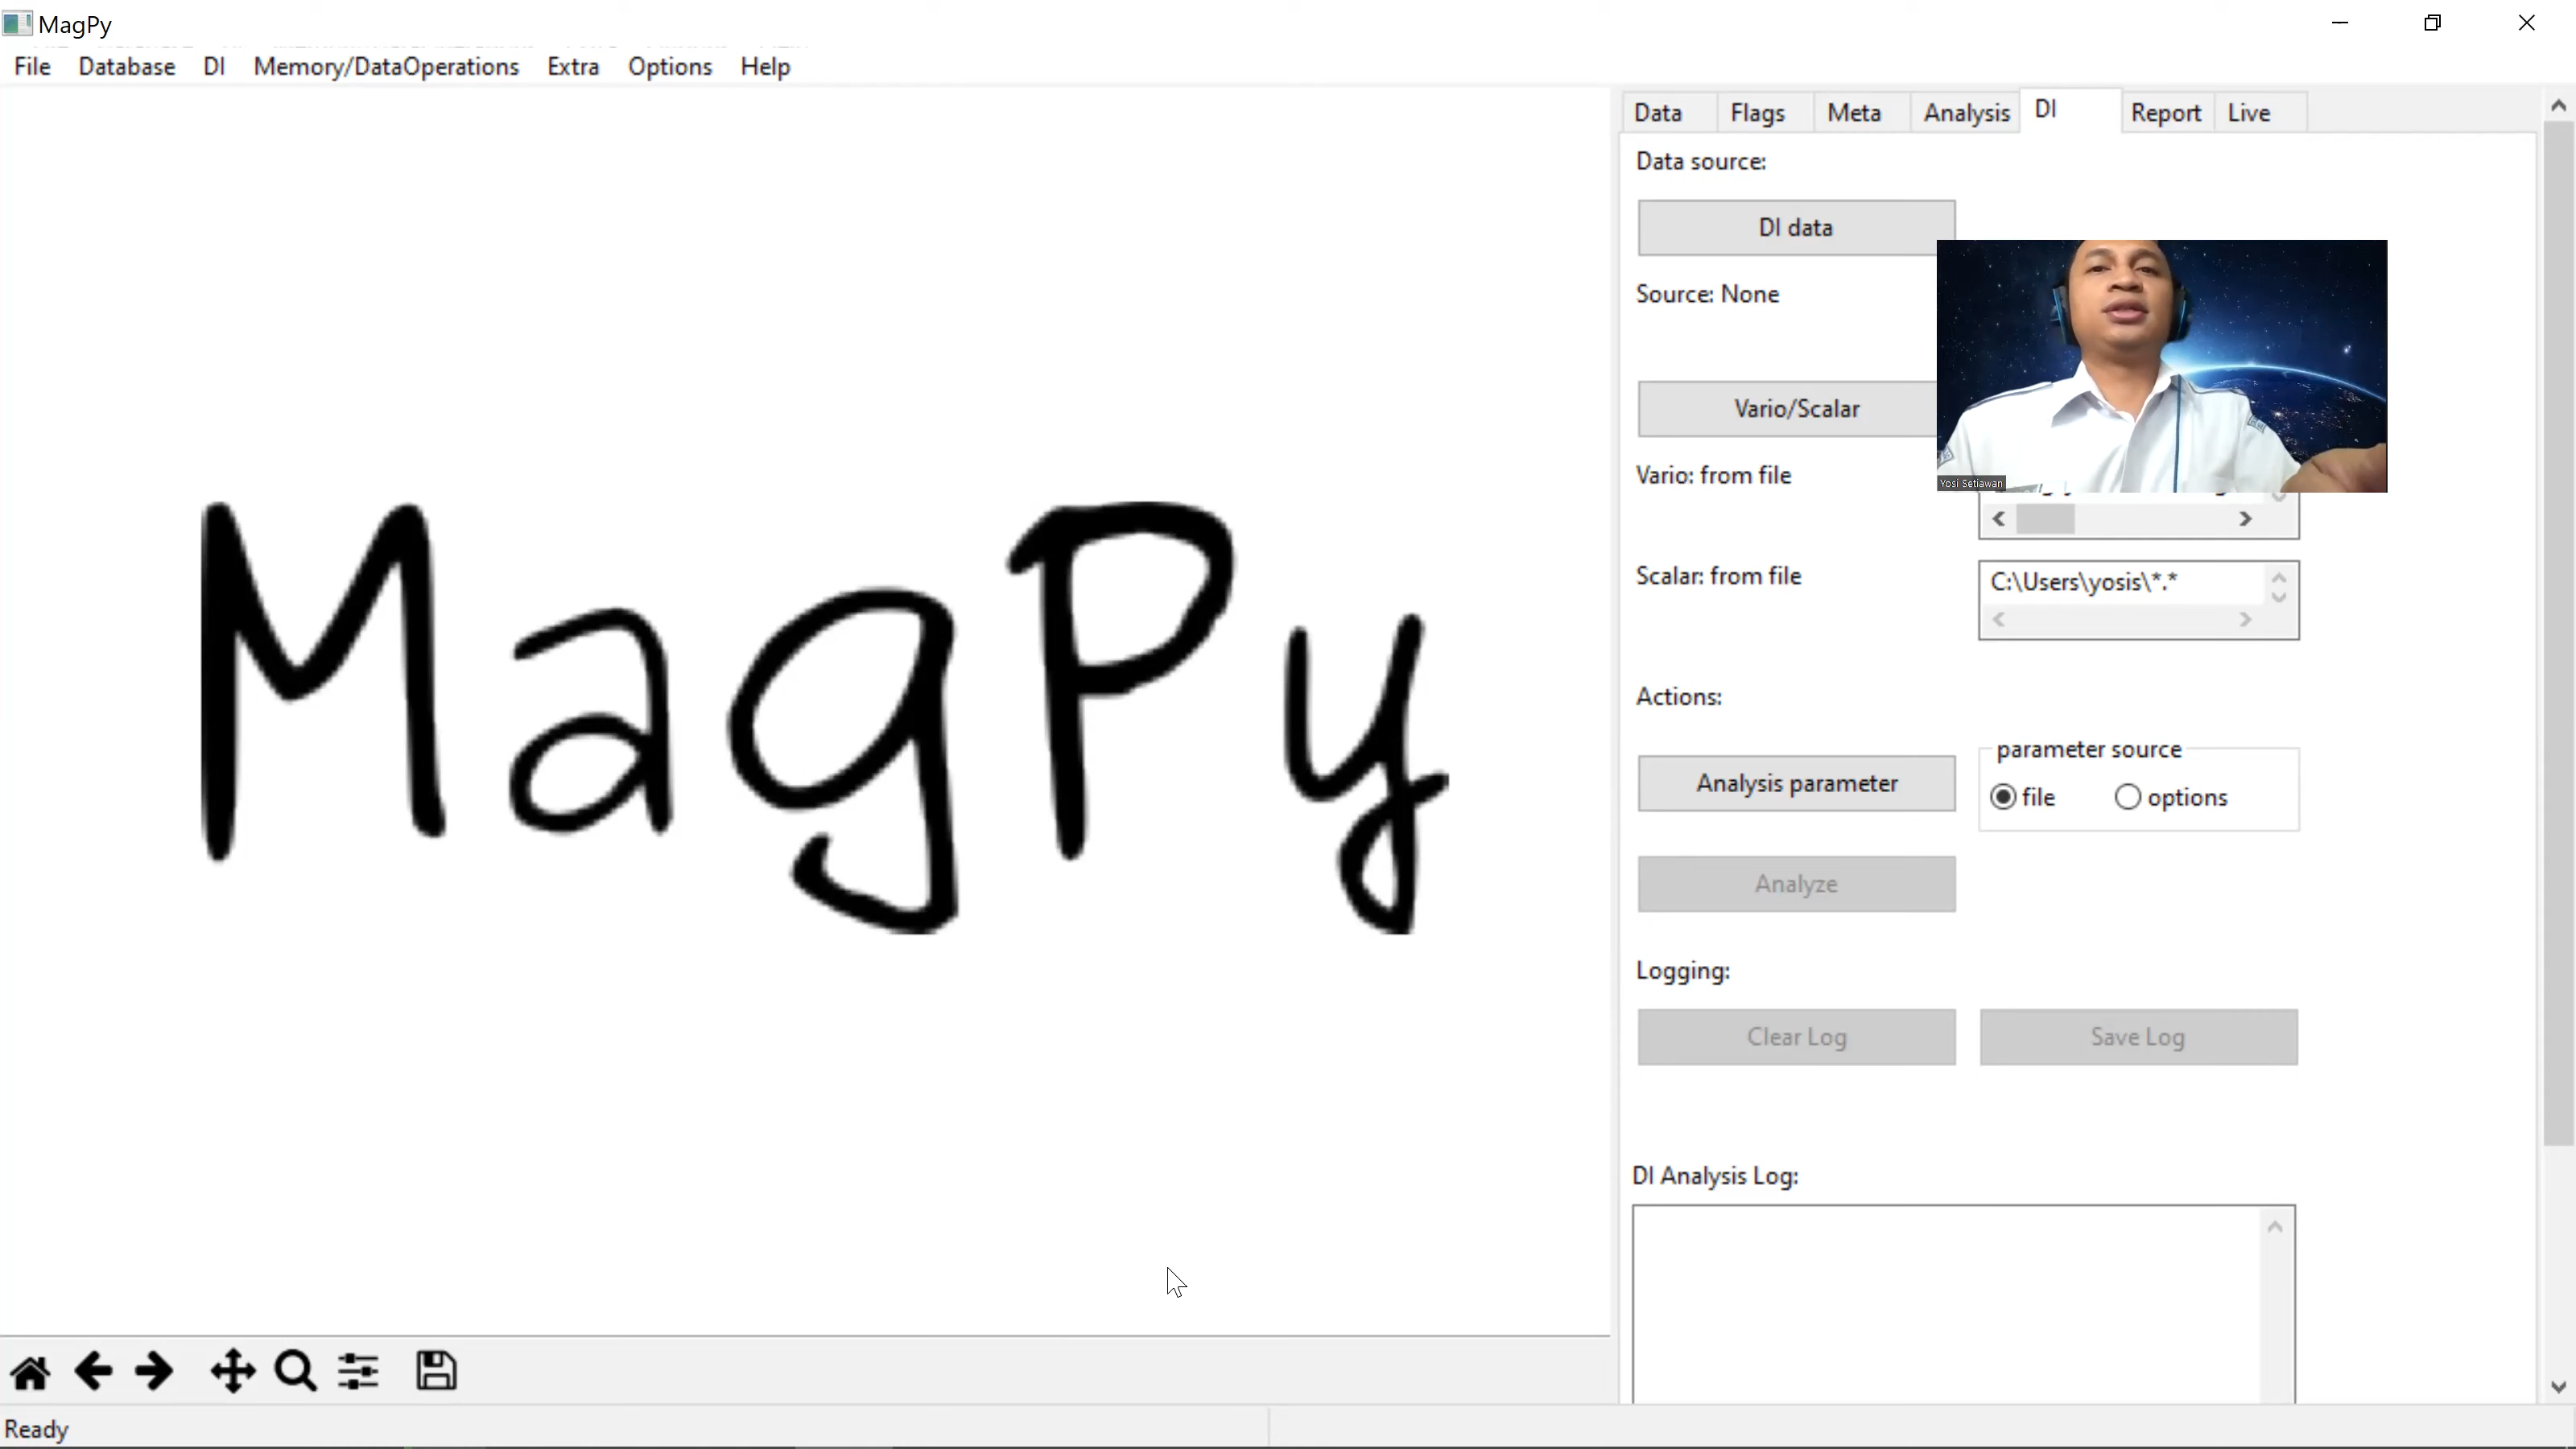 MagPy
File Database DI Memory/DataOperations Extra Options Help
Data Flags Meta Analysis DI Report Live
Data source:
DI data
Source: None
Vario/Scalar
Yosi Setiawan
Vario: from file
Scalar: from file
C:\Users\yosis\*.*
Actions:
Analysis parameter
parameter source
file options
Analyze
Logging:
Clear Log Save Log
DI Analysis Log:
MagPy
Ready